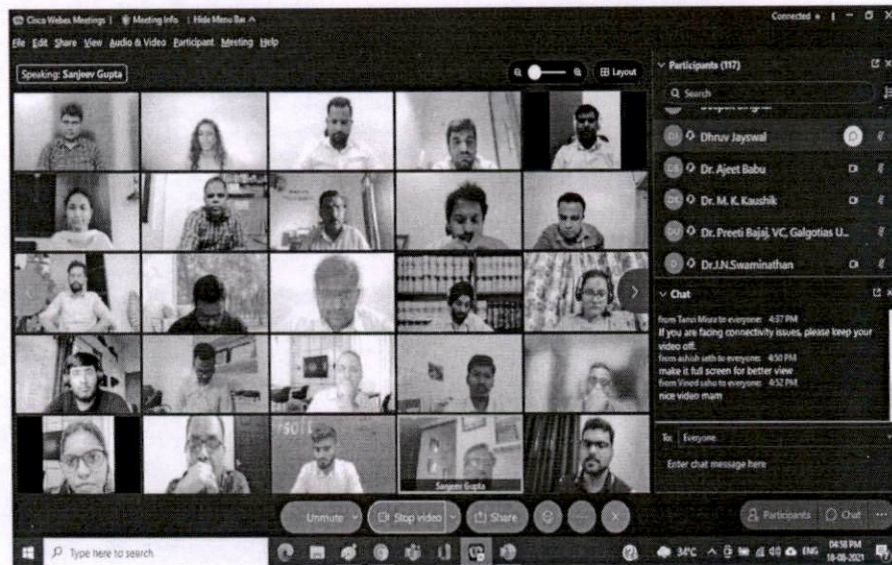 Cisco Webex Meetings | Meeting Info | Hide Menu Bar
Connected
File Edit Share View Audio & Video Participant Meeting Help
Speaking: Sanjeev Gupta
Layout
Participants (117)
Search
Dhruv Jayswal
Dr. Ajeet Babu
Dr. M. K. Kaushik
Dr. Preeti Bajaj, VC, Galgotias U...
Dr.J.N.Swaminathan
Chat
from Tanvi to everyone: 4:37 PM
If you are facing connectivity issues, please keep your
video off.
from ashish seth to everyone: 4:50 PM
make it full screen for better view
from Vinod to everyone: 4:52 PM
nice video mam
To: Everyone
Enter chat message here
Sanjeev Gupta
Unmute
Stop video
Share
Participants
Chat
Type here to search
34°C
ENG
04:58 PM
18-08-2021